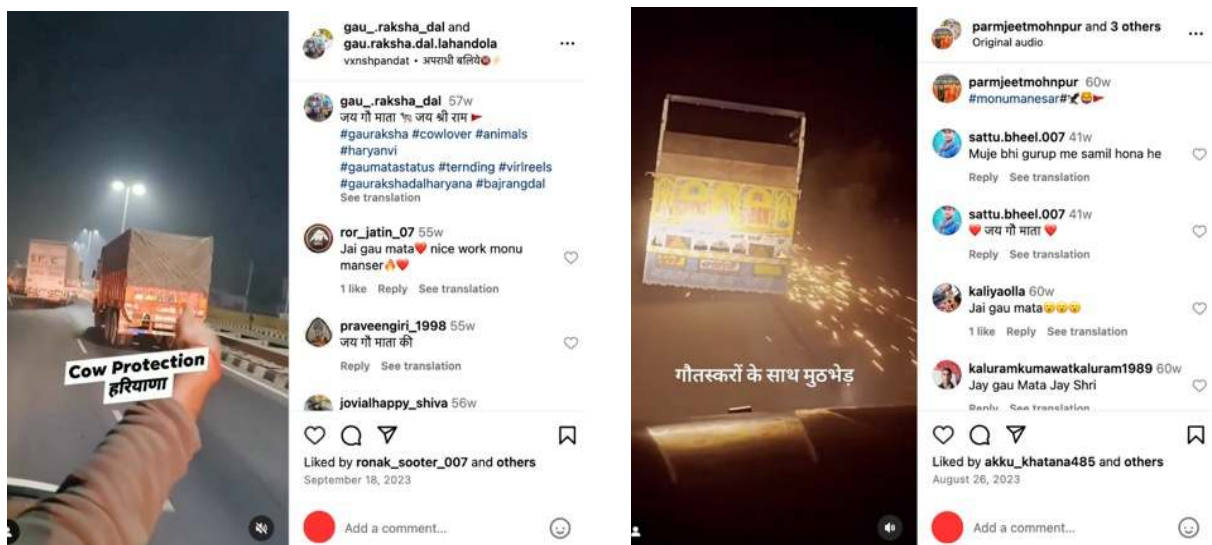 gau_.raksha_dal and
gau.raksha.dal.lahandola
vxnshpandat • अपराधी बलिये
gau_.raksha_dal 57w
जय गौ माता 🐄 जय श्री राम 🚩
#gauraksha #cowlover #animals
#haryanvi
#gaumatastatus #ternding #virlreels
#gaurakshadalharyana #bajrangdal
See translation
ror_jatin_07 55w
Jai gau mata❤️ nice work monu
manser🔥❤️
1 like Reply See translation
praveengiri_1998 55w
जय गौ माता की
Reply See translation
jovialhappy_shiva 56w
Liked by ronak_sooter_007 and others
September 18, 2023
Add a comment...
Cow Protection
हरियाणा
parmjeetmohnpur and 3 others
Original audio
parmjeetmohnpur 60w
#monumanesar#
sattu.bheel.007 41w
Muje bhi gurup me samil hona he
Reply See translation
sattu.bheel.007 41w
❤️ जय गौ माता ❤️
Reply See translation
kaliyaolla 60w
Jai gau mata😮😮😮
1 like Reply See translation
kaluramkumawatkaluram1989 60w
Jay gau Mata Jay Shri
Reply See translation
Liked by akku_khatana485 and others
August 26, 2023
Add a comment...
गौतस्करों के साथ मुठभेड़